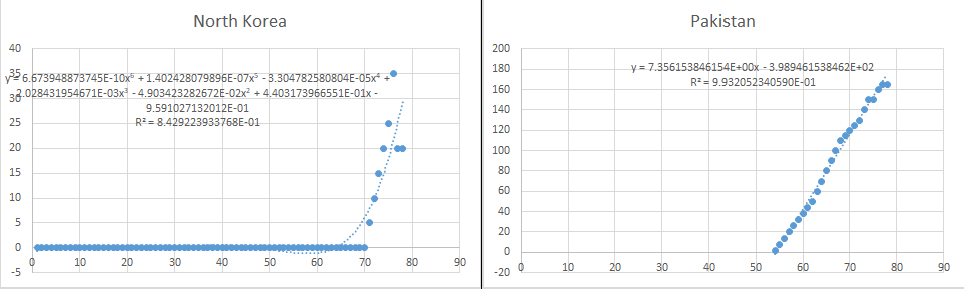 North Korea
40
35
30
25
20
15
10
5
0
-5
0 10 20 30 40 50 60 70 80 90
y = 6.673948873745E-10x⁶ + 1.402428079896E-07x⁵ - 3.304782580804E-05x⁴ +
2.028431954671E-03x³ - 4.903423282672E-02x² + 4.403173966551E-01x -
9.591027132012E-01
R² = 8.429223933768E-01
Pakistan
200
180
160
140
120
100
80
60
40
20
0
-20
0 10 20 30 40 50 60 70 80 90
y = 7.356153846154E+00x - 3.989461538462E+02
R² = 9.932052340590E-01